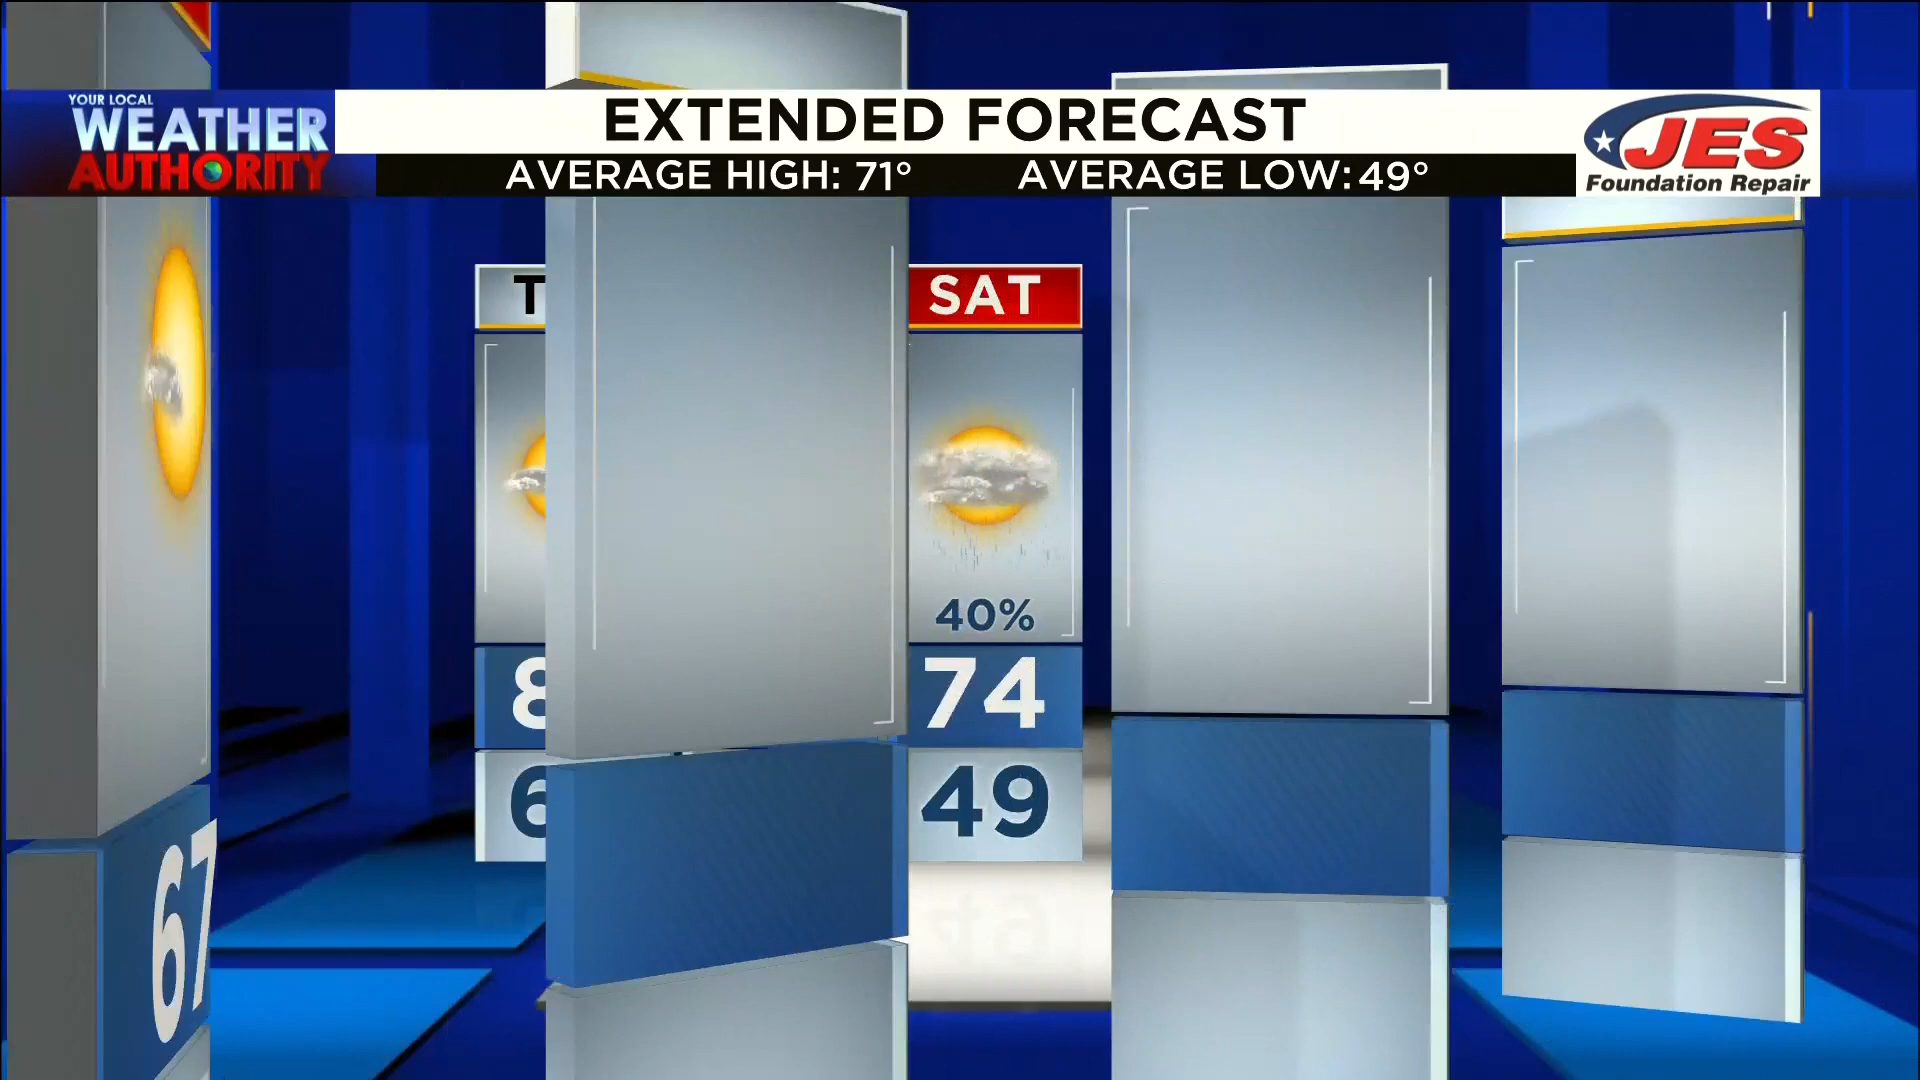 YOUR LOCAL
WEATHER
AUTHORITY
EXTENDED FORECAST
AVERAGE HIGH: 71° AVERAGE LOW: 49°
JES
Foundation Repair
SAT
40%
74
49
67